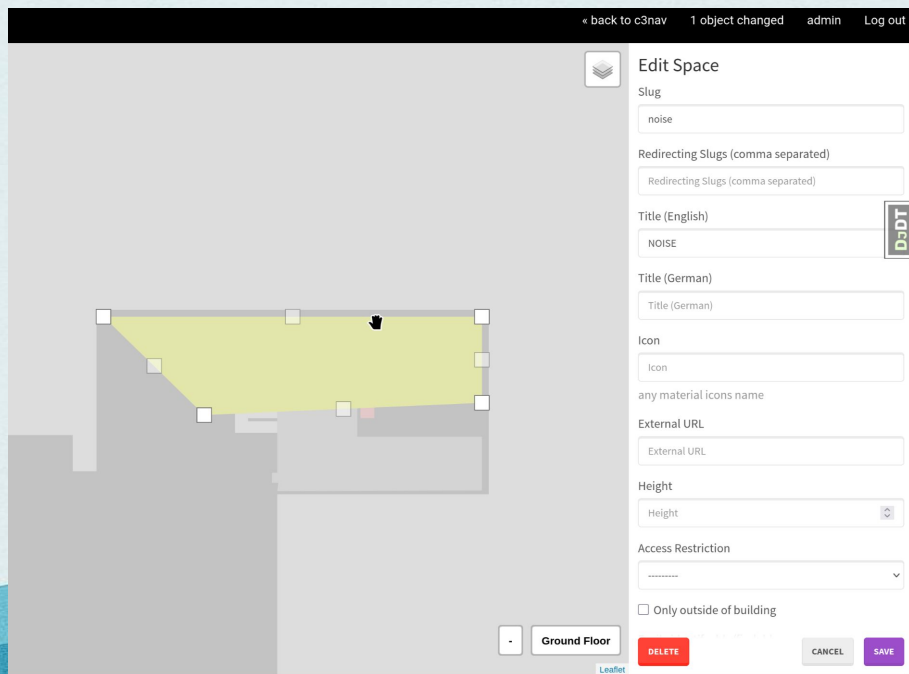 « back to c3nav 1 object changed admin Log out
Edit Space
Slug
noise
Redirecting Slugs (comma separated)
Redirecting Slugs (comma separated)
Title (English)
NOISE
DJDT
Title (German)
Title (German)
Icon
Icon
any material icons name
External URL
External URL
Height
Height
Access Restriction
---------
Only outside of building
- Ground Floor
DELETE CANCEL SAVE
Leaflet